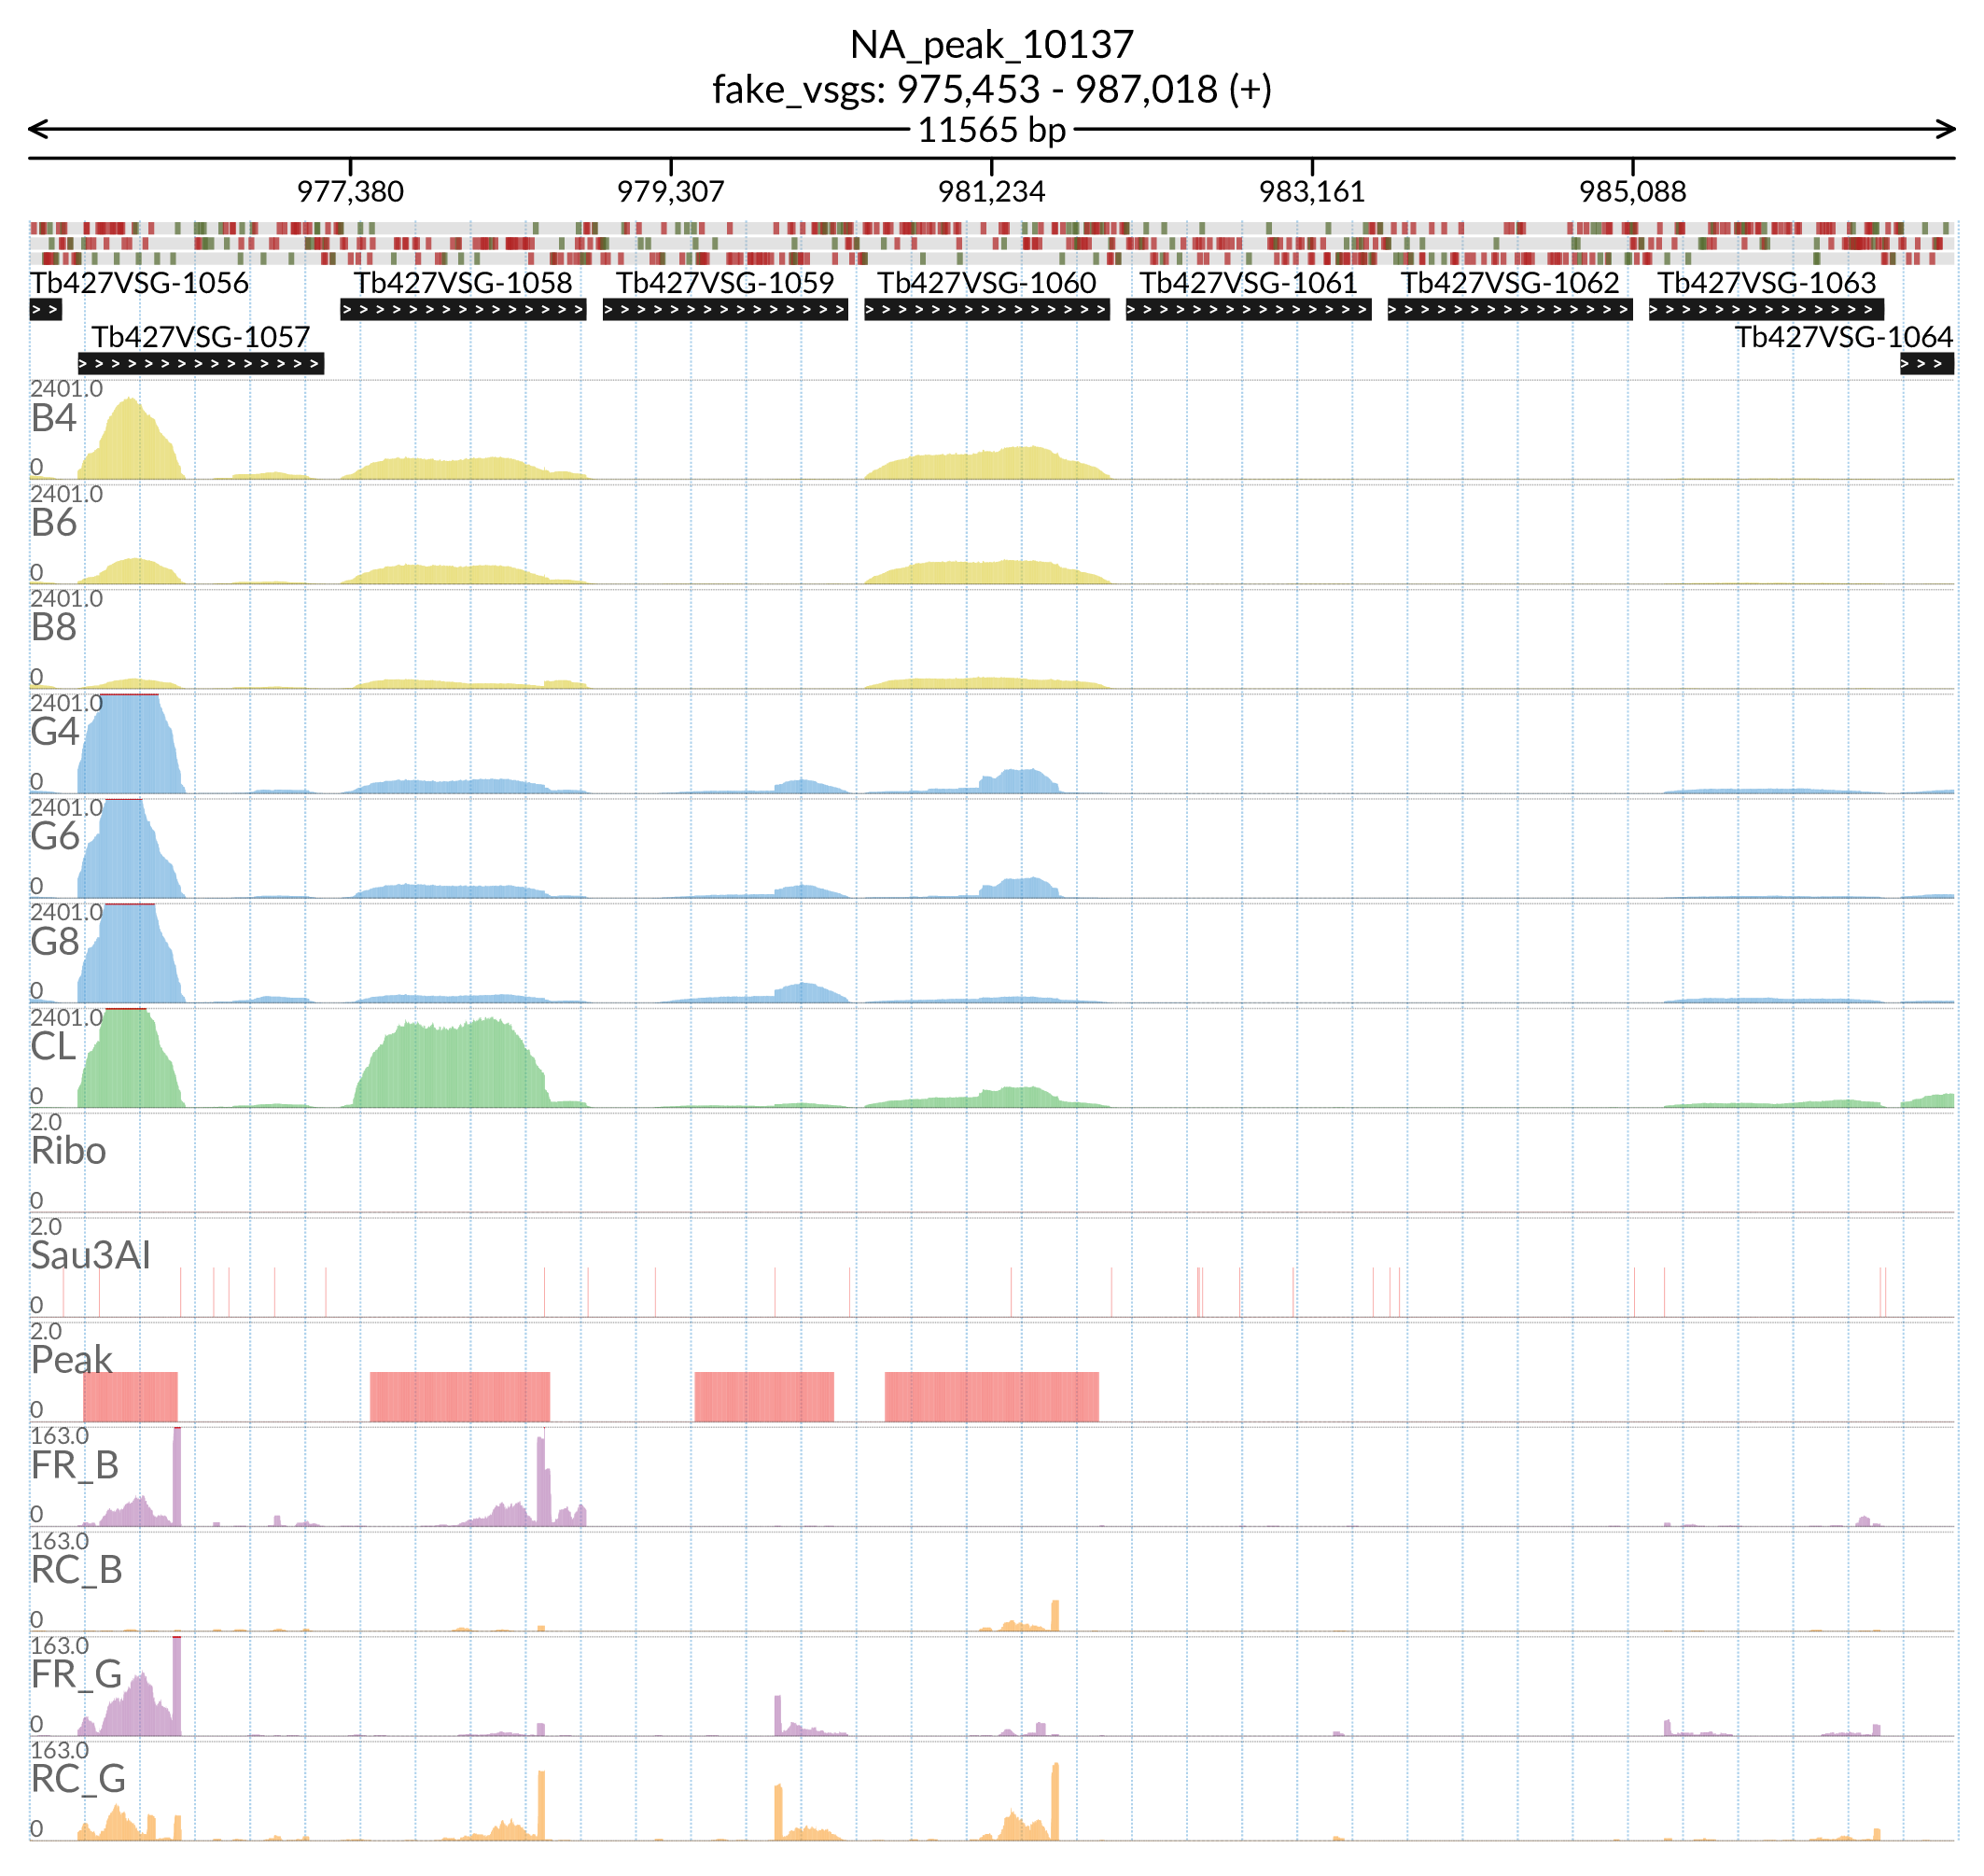 NA_peak_10137
fake_vsgs: 975,453 - 987,018 (+)
11565 bp
977,380 979,307 981,234 983,161 985,088
Tb427VSG-1056 Tb427VSG-1058 Tb427VSG-1059 Tb427VSG-1060 Tb427VSG-1061 Tb427VSG-1062 Tb427VSG-1063
Tb427VSG-1057 Tb427VSG-1064
2401.0
B4
0
2401.0
B6
0
2401.0
B8
0
2401.0
G4
0
2401.0
G6
0
2401.0
G8
0
2401.0
CL
0
2.0
Ribo
0
2.0
Sau3AI
0
2.0
Peak
0
163.0
FR_B
0
163.0
RC_B
0
163.0
FR_G
0
163.0
RC_G
0